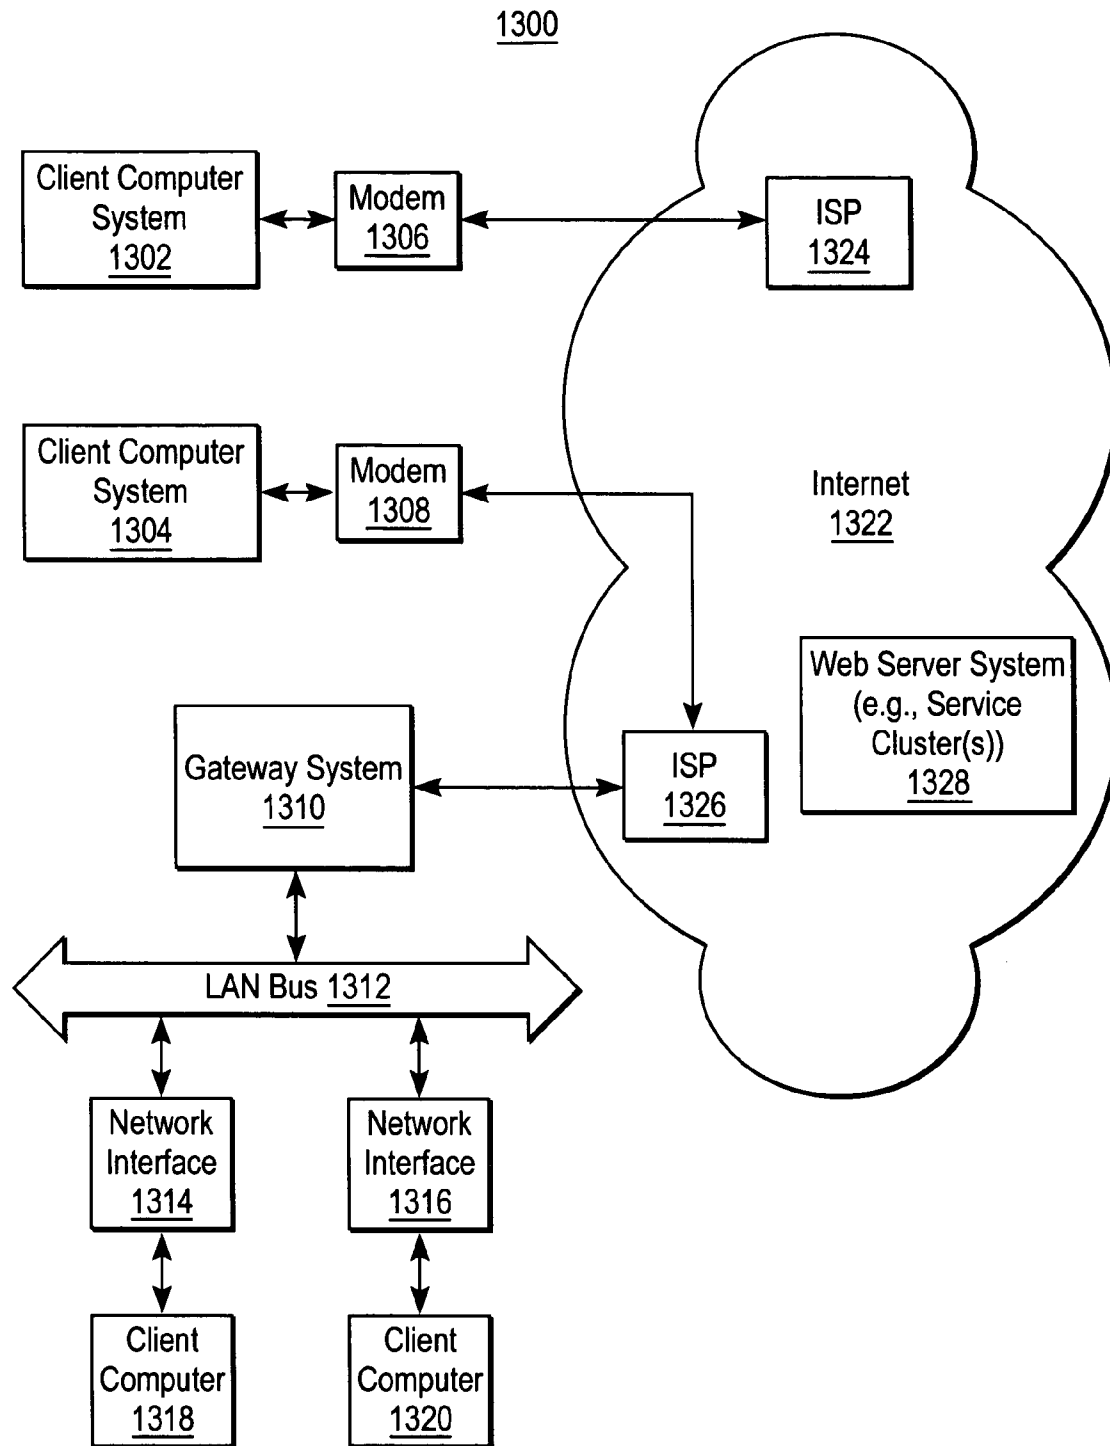 1300
Client Computer
System
1302
Modem
1306
ISP
1324
Client Computer
System
1304
Modem
1308
Internet
1322
Web Server System
(e.g., Service
Cluster(s))
1328
Gateway System
1310
ISP
1326
LAN Bus 1312
Network
Interface
1314
Network
Interface
1316
Client
Computer
1318
Client
Computer
1320